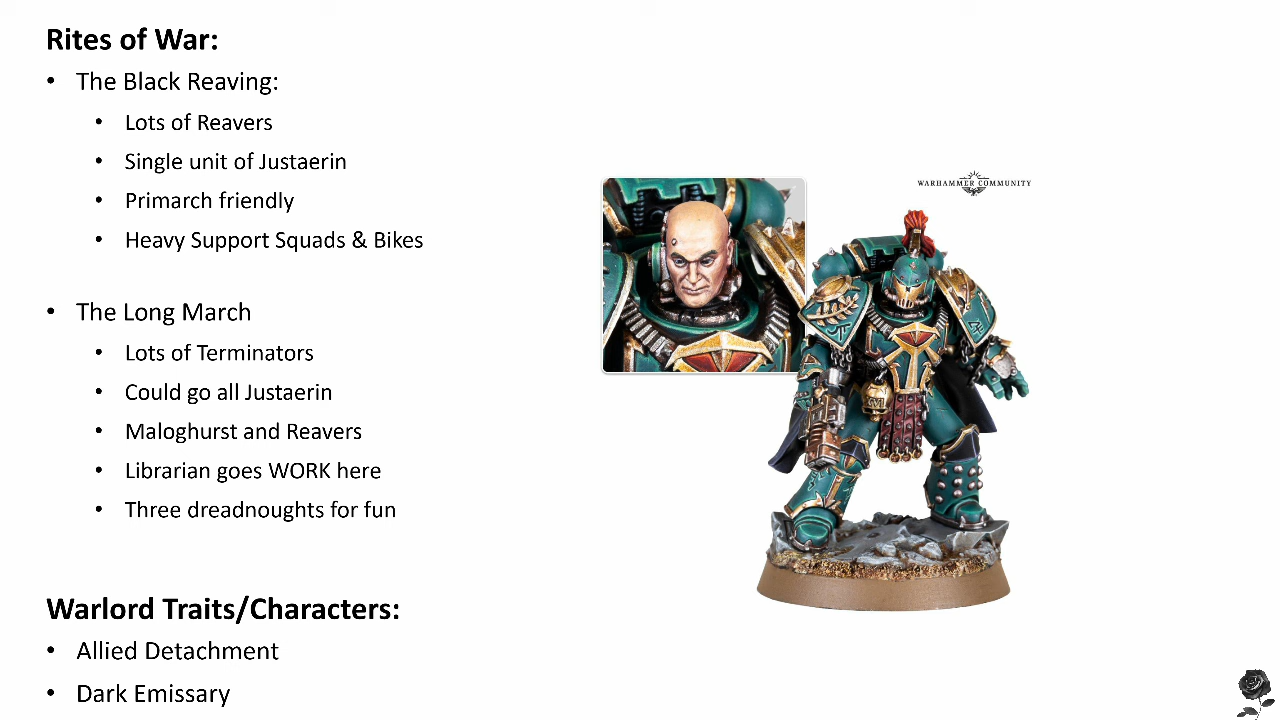 Rites of War:
• The Black Reaving:
• Lots of Reavers
• Single unit of Justaerin
• Primarch friendly
• Heavy Support Squads & Bikes
• The Long March
• Lots of Terminators
• Could go all Justaerin
• Maloghurst and Reavers
• Librarian goes WORK here
• Three dreadnoughts for fun
Warlord Traits/Characters:
• Allied Detachment
• Dark Emissary
WARHAMMER COMMUNITY